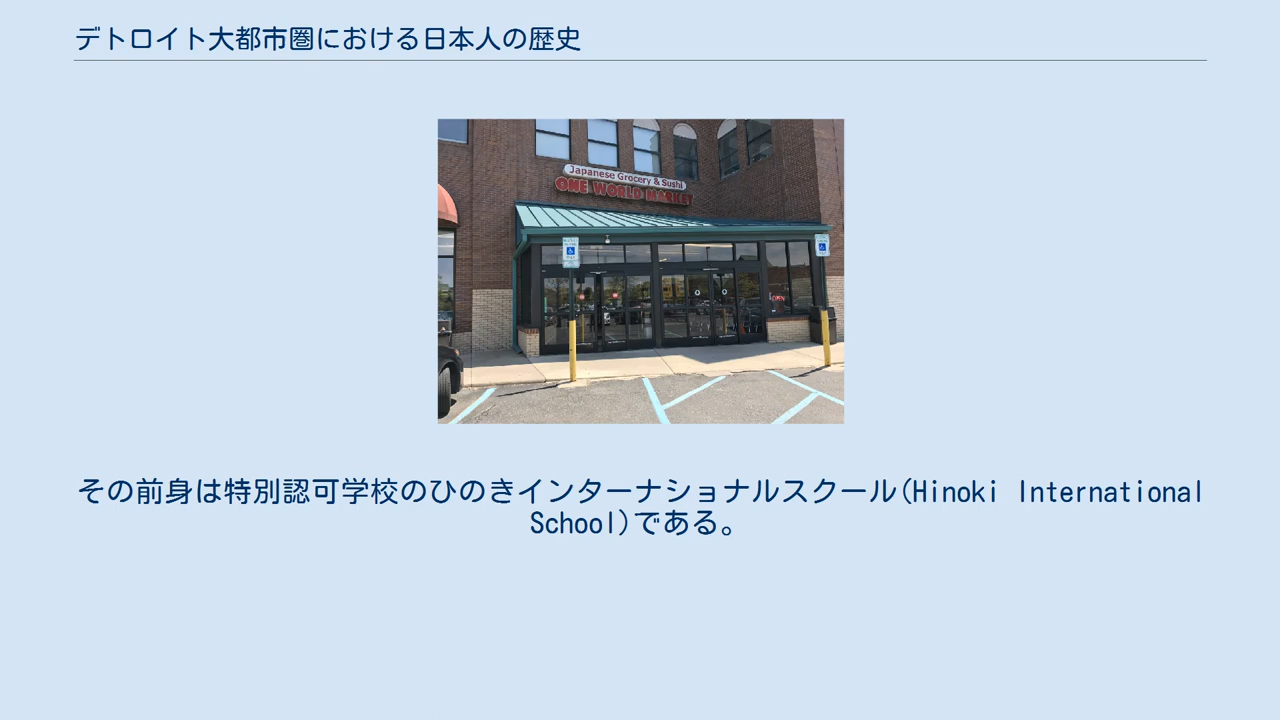 デトロイト大都市圏における日本人の歴史
Japanese Grocery & Sushi
ONE WORLD MARKET
OPEN
その前身は特別認可学校のひのきインターナショナルスクール(Hinoki International
School)である。